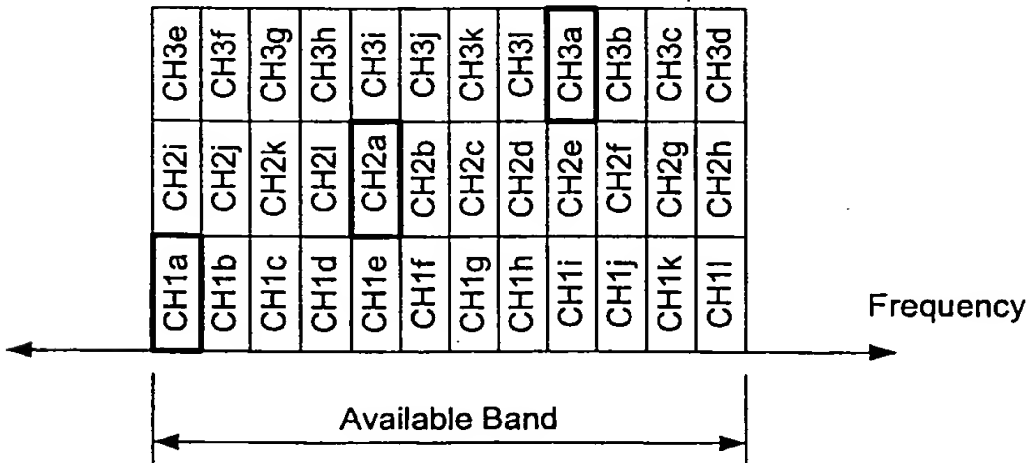 CH3e CH3f CH3g CH3h CH3i CH3j CH3k CH3l CH3a CH3b CH3c CH3d
CH2i CH2j CH2k CH2l CH2a CH2b CH2c CH2d CH2e CH2f CH2g CH2h
CH1a CH1b CH1c CH1d CH1e CH1f CH1g CH1h CH1i CH1j CH1k CH1l
Frequency
Available Band